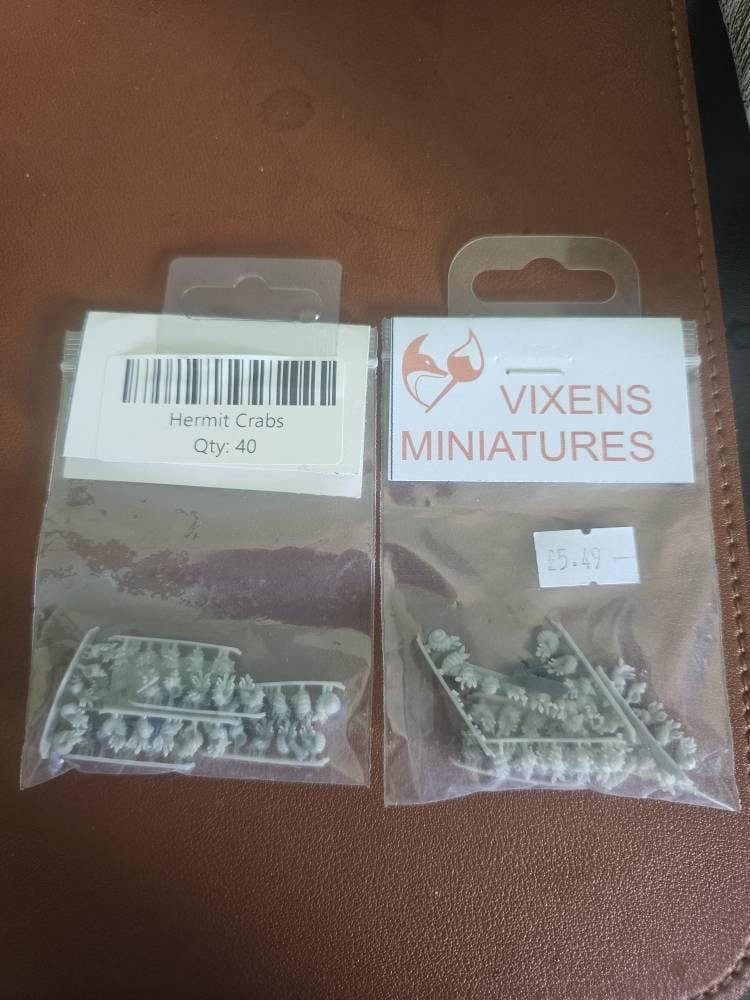 Hermit Crabs
Qty: 40
VIXENS
MINIATURES
£5.49